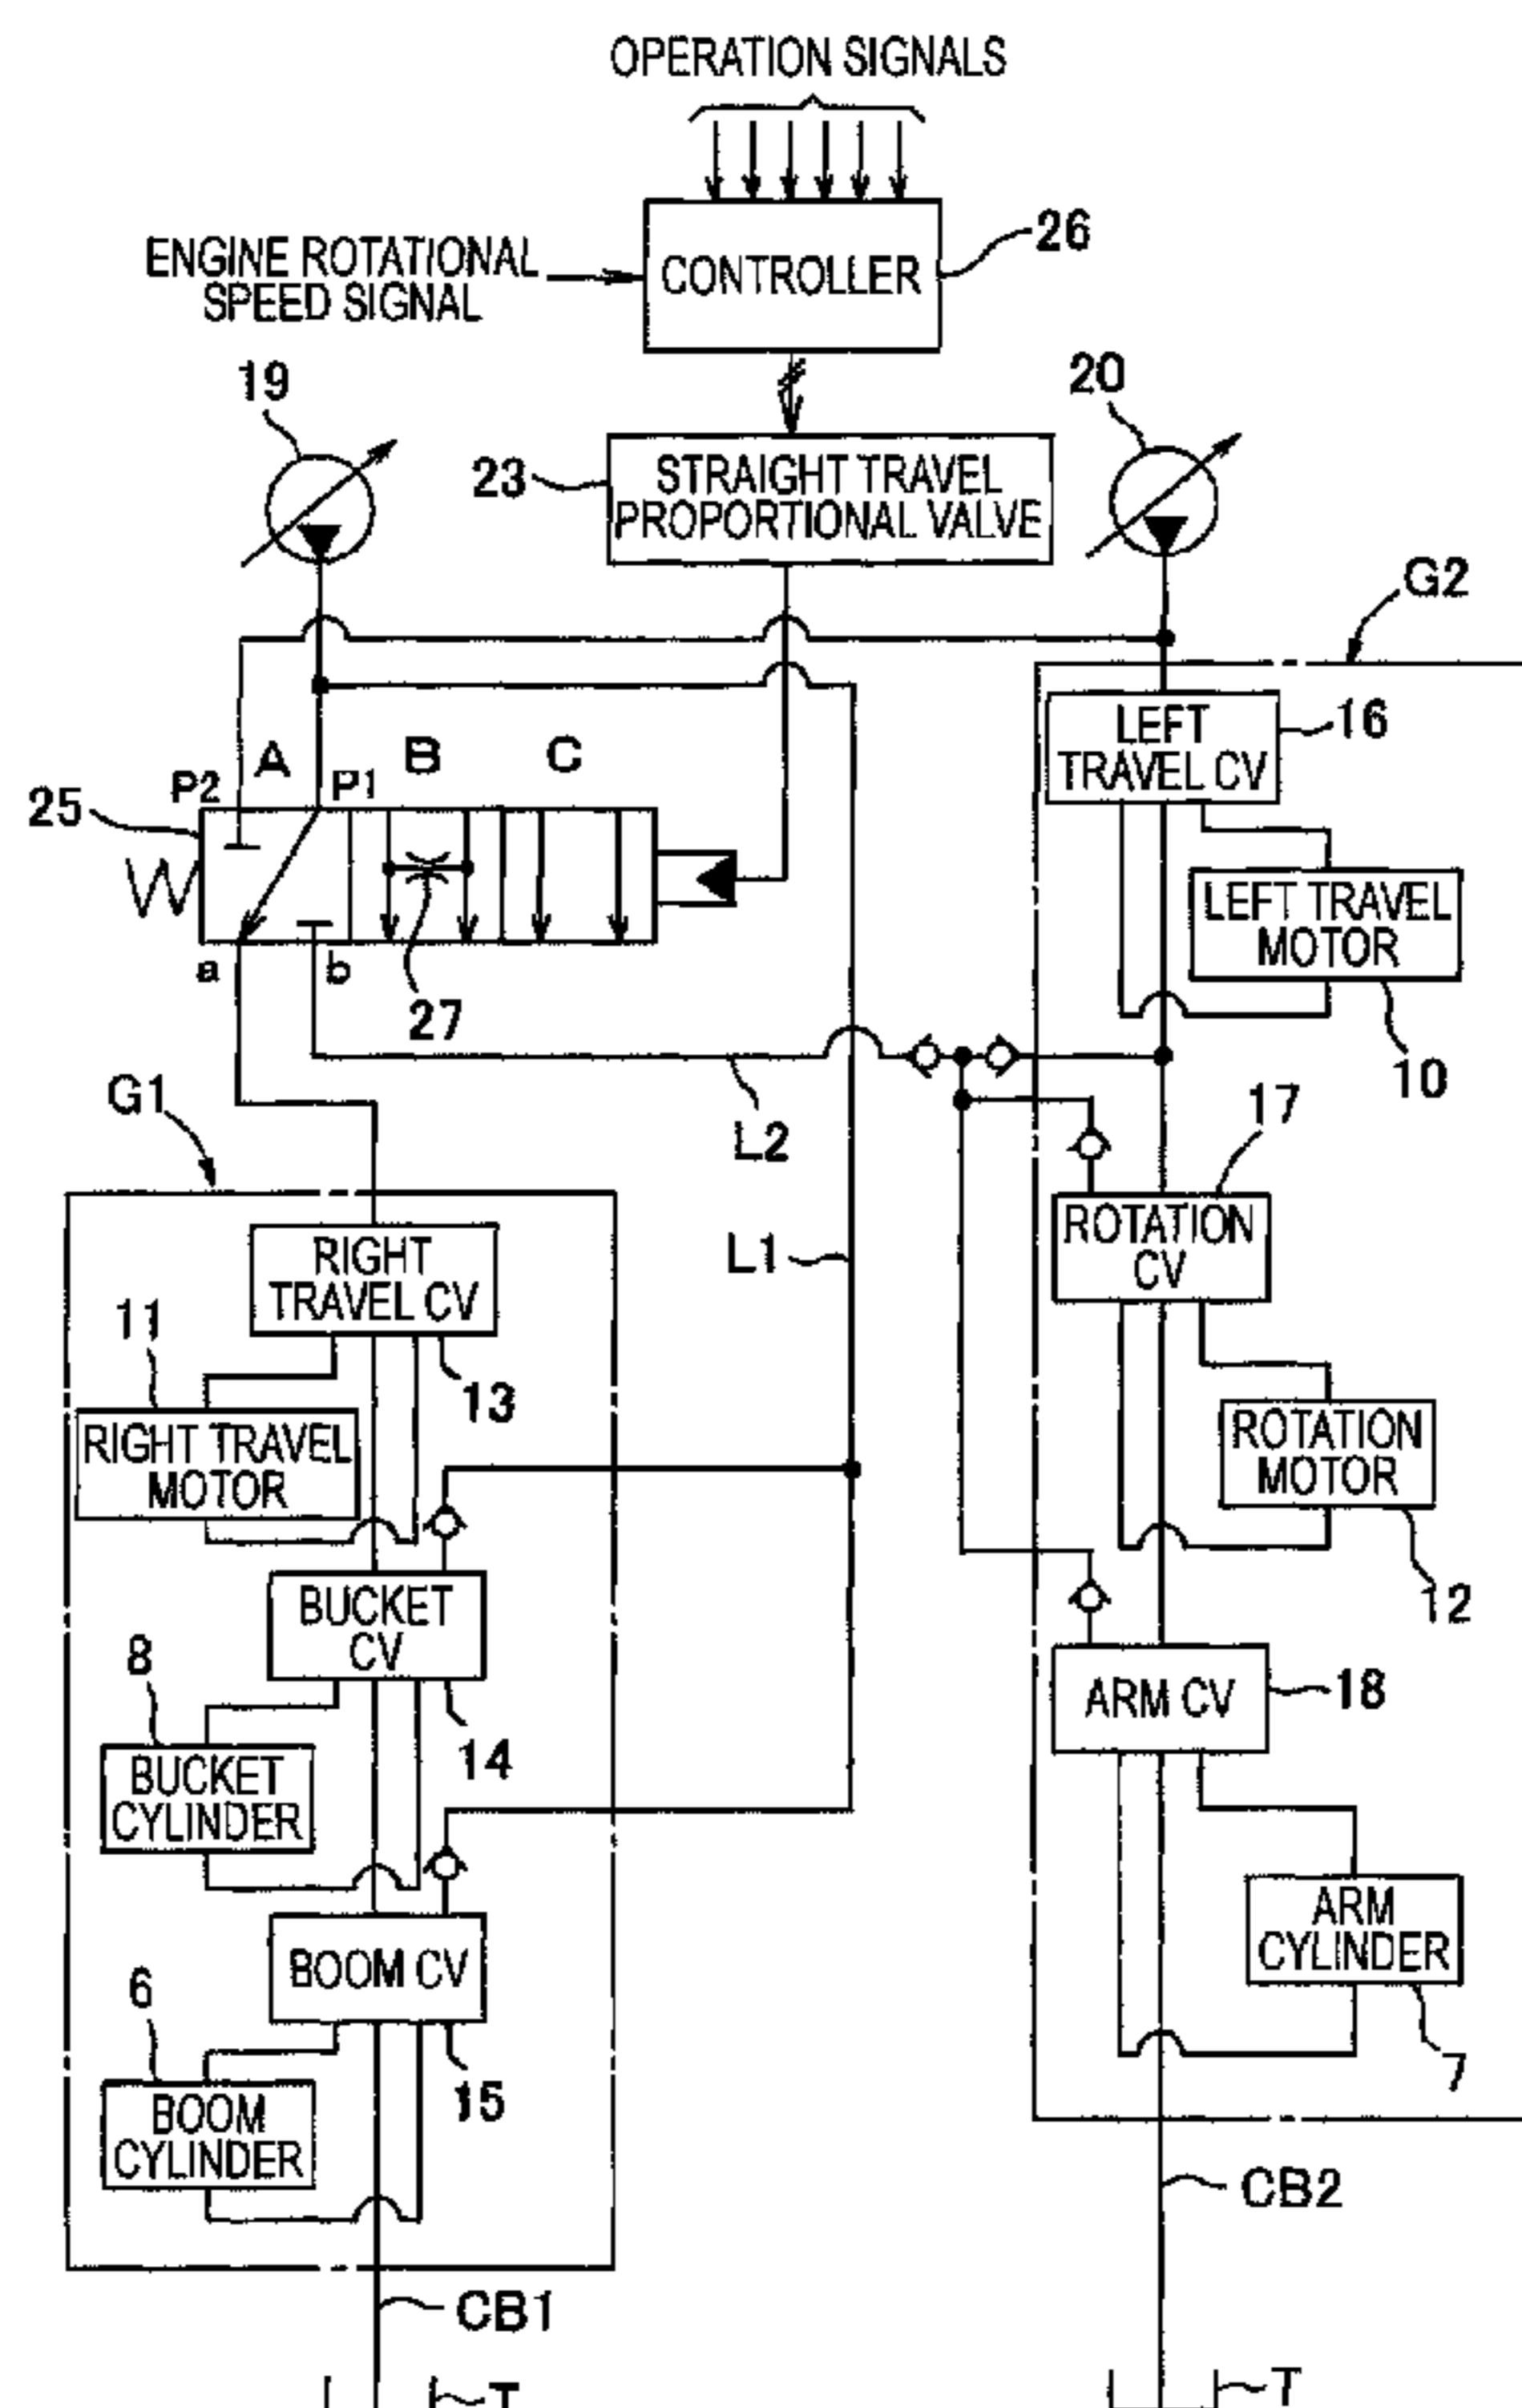 OPERATION SIGNALS
ENGINE ROTATIONAL
SPEED SIGNAL
CONTROLLER
26
19
20
23
STRAIGHT TRAVEL
PROPORTIONAL VALVE
G2
LEFT
TRAVEL CV
16
A
B
C
P2
P1
25
LEFT TRAVEL
MOTOR
a
b
27
10
G1
L2
17
ROTATION
CV
L1
RIGHT
TRAVEL CV
11
13
RIGHT TRAVEL
MOTOR
ROTATION
MOTOR
12
BUCKET
CV
8
14
ARM CV
18
BUCKET
CYLINDER
ARM
CYLINDER
BOOM CV
6
7
15
BOOM
CYLINDER
CB2
CB1
T
T